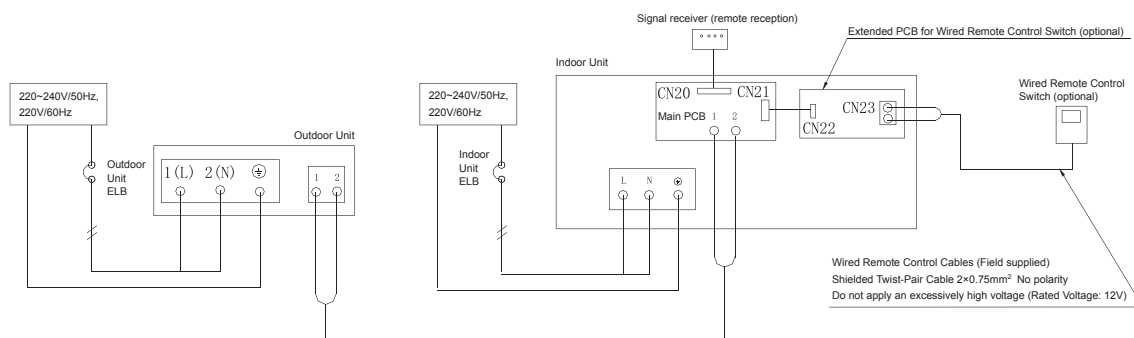 Signal receiver (remote reception)
Extended PCB for Wired Remote Control Switch (optional)
Indoor Unit
220~240V/50Hz,
220V/60Hz
Outdoor
Unit
ELB
Outdoor Unit
1(L) 2(N)
1 2
220~240V/50Hz,
220V/60Hz
Indoor
Unit
ELB
CN20 CN21
Main PCB 1 2
L N
CN23
CN22
Wired Remote Control
Switch (optional)
Wired Remote Control Cables (Field supplied)
Shielded Twist-Pair Cable 2×0.75mm² No polarity
Do not apply an excessively high voltage (Rated Voltage: 12V)